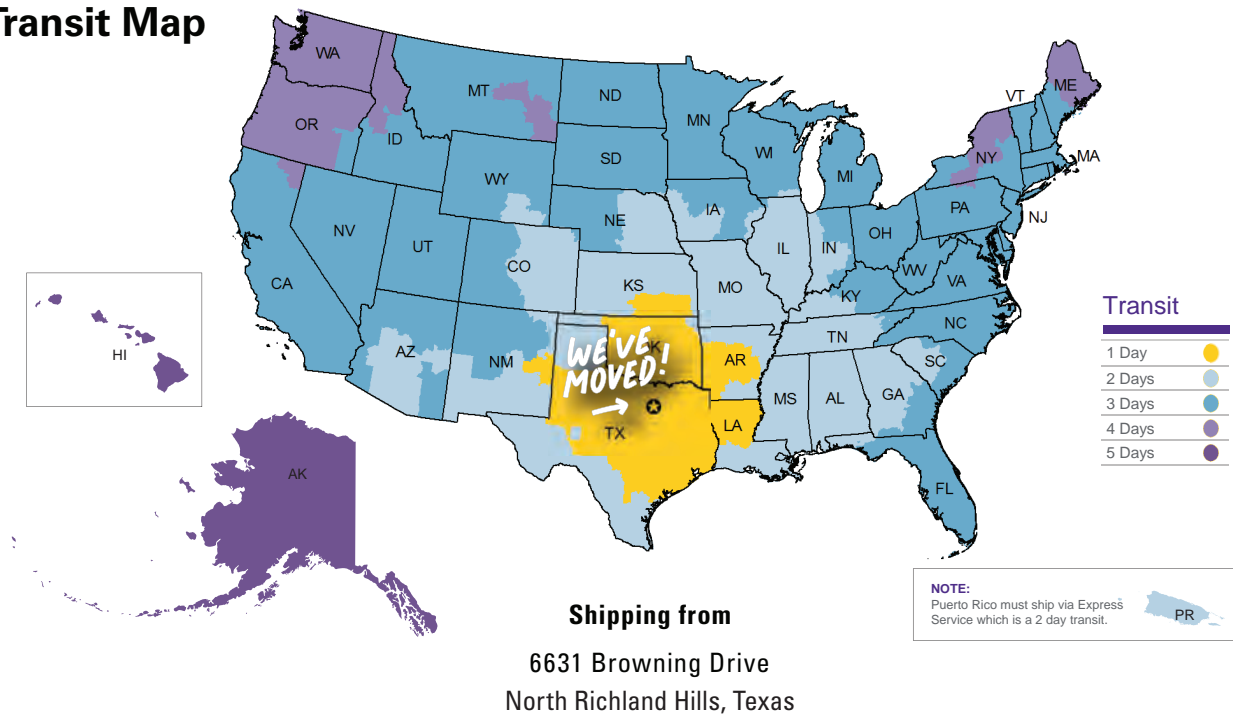 Transit Map
WA
MT
ND
MN
VT
ME
OR
ID
SD
WI
MI
NY
MA
WY
NE
IA
PA
NJ
NV
UT
CO
IL
IN
OH
WV
VA
CA
KS
MO
KY
NC
AZ
NM
WE'VE
MOVED!
TX
AR
TN
SC
MS
AL
GA
LA
FL
HI
AK
Transit
1 Day
2 Days
3 Days
4 Days
5 Days
NOTE:
Puerto Rico must ship via Express
Service which is a 2 day transit.
PR
Shipping from
6631 Browning Drive
North Richland Hills, Texas